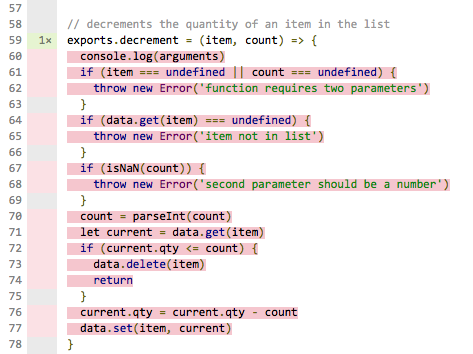 57
58 // decrements the quantity of an item in the list
59 1× exports.decrement = (item, count) => {
60 console.log(arguments)
61 if (item === undefined || count === undefined) {
62 throw new Error('function requires two parameters')
63 }
64 if (data.get(item) === undefined) {
65 throw new Error('item not in list')
66 }
67 if (isNaN(count)) {
68 throw new Error('second parameter should be a number')
69 }
70 count = parseInt(count)
71 let current = data.get(item)
72 if (current.qty <= count) {
73 data.delete(item)
74 return
75 }
76 current.qty = current.qty - count
77 data.set(item, current)
78 }